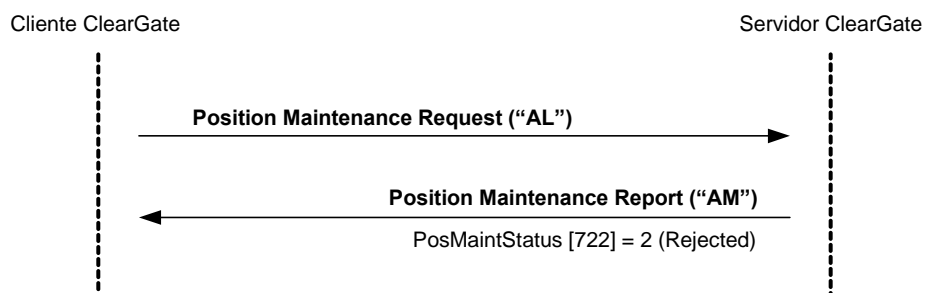 Cliente ClearGate
Servidor ClearGate
Position Maintenance Request (“AL”)
Position Maintenance Report (“AM”)
PosMaintStatus [722] = 2 (Rejected)